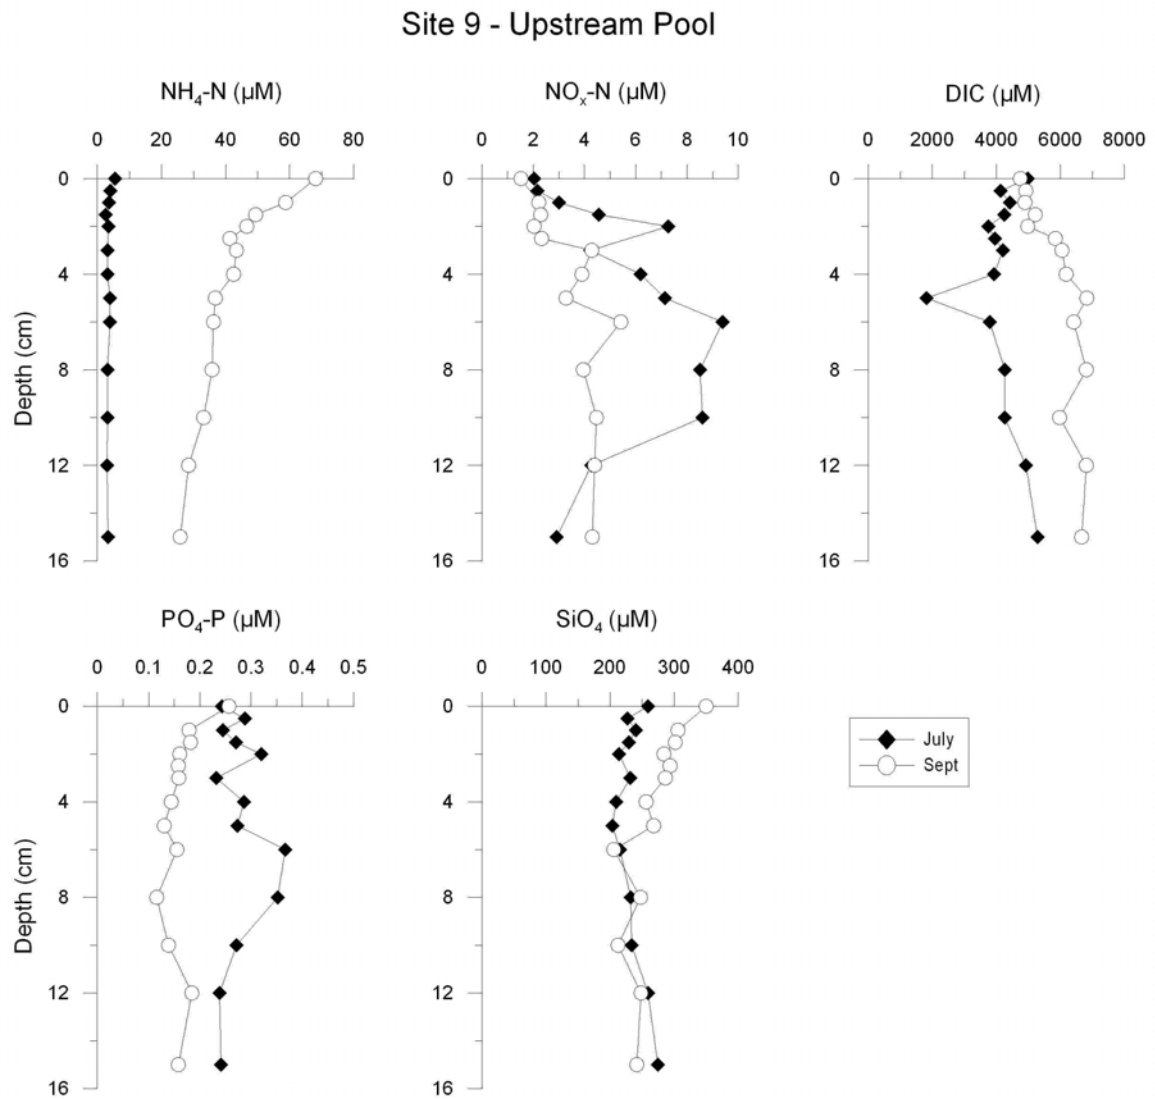 Site 9 - Upstream Pool
NH₄-N (µM)
0 20 40 60 80
Depth (cm)
0
4
8
12
16
NOₓ-N (µM)
0 2 4 6 8 10
0
4
8
12
16
DIC (µM)
0 2000 4000 6000 8000
0
4
8
12
16
PO₄-P (µM)
0 0.1 0.2 0.3 0.4 0.5
Depth (cm)
0
4
8
12
16
SiO₄ (µM)
0 100 200 300 400
0
4
8
12
16
July
Sept